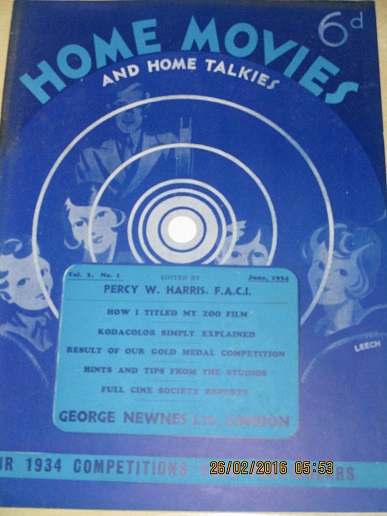 6d
HOME MOVIES
AND HOME TALKIES
Vol. 3. No. 1
EDITED BY
June, 1934
PERCY W. HARRIS, F.A.C.I.
HOW I TITLED MY ZOO FILM
KODACOLOR SIMPLY EXPLAINED
RESULT OF OUR GOLD MEDAL COMPETITION
HINTS AND TIPS FROM THE STUDIOS
FULL CINE SOCIETY REPORTS
GEORGE NEWNES LTD. LONDON
LEECH
UR 1934 COMPETITIONS
26/02/2016 05:53